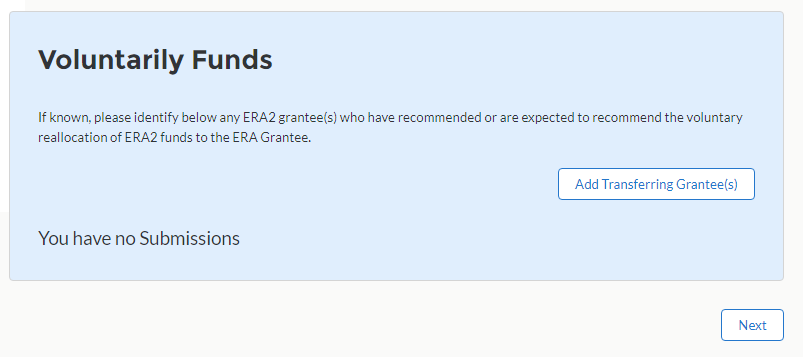 Voluntarily Funds
If known, please identify below any ERA2 grantee(s) who have recommended or are expected to recommend the voluntary
reallocation of ERA2 funds to the ERA Grantee.
Add Transferring Grantee(s)
You have no Submissions
Next